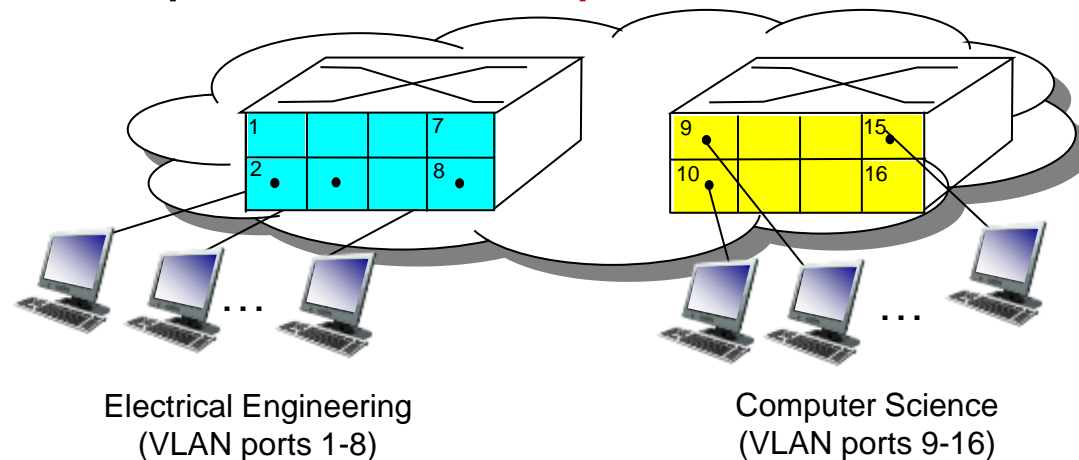 1 7
2 8
9 15
10 16
... ...
Electrical Engineering
(VLAN ports 1-8)
Computer Science
(VLAN ports 9-16)